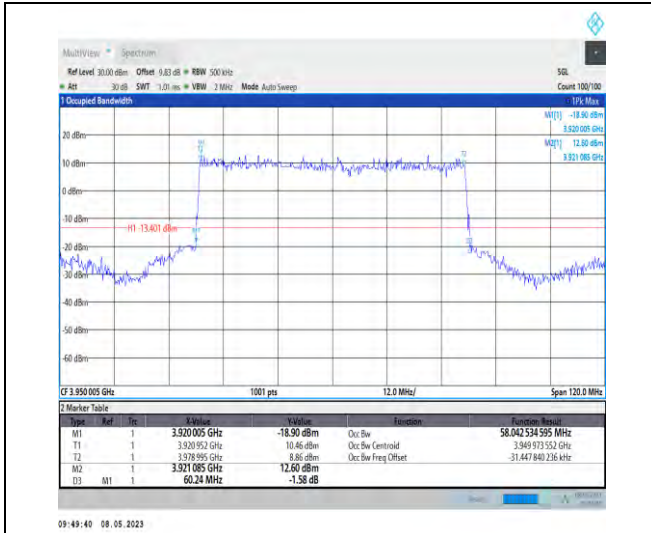 MultiView Spectrum
Ref Level 30.00 dBm Offset 9.83 dB RBW 500 kHz SGL
Att 30 dB SWT 1.01 ms VBW 2 MHz Mode Auto Sweep Count 100/100
1 Occupied Bandwidth 1Pk Max
M1[1] -18.90 dBm
3.920 005 GHz
M2[1] 12.60 dBm
3.921 085 GHz
20 dBm
10 dBm
0 dBm
-10 dBm
H1 -13.401 dBm
-20 dBm
-30 dBm
-40 dBm
-50 dBm
-60 dBm
CF 3.950 005 GHz 1001 pts 12.0 MHz/ Span 120.0 MHz
2 Marker Table
Type Ref Trc X-Value Y-Value Function Function Result
M1 1 3.920 005 GHz -18.90 dBm Occ Bw 58.042 534 595 MHz
T1 1 3.920 952 GHz 10.46 dBm Occ Bw Centroid 3.949 973 552 GHz
T2 1 3.978 995 GHz 8.86 dBm Occ Bw Freq Offset -31.447 840 236 kHz
M2 1 3.921 085 GHz 12.60 dBm
D3 M1 1 60.24 MHz -1.58 dB
09:49:40 08.05.2023